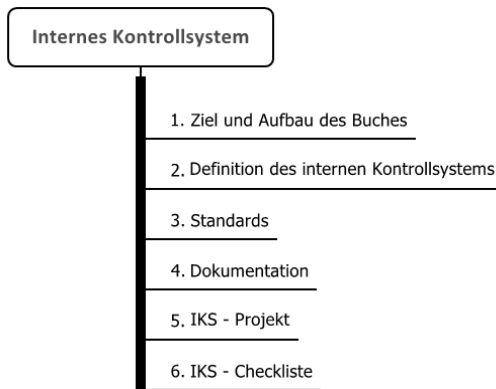 Internes Kontrollsystem
1. Ziel und Aufbau des Buches
2. Definition des internen Kontrollsystems
3. Standards
4. Dokumentation
5. IKS - Projekt
6. IKS - Checkliste